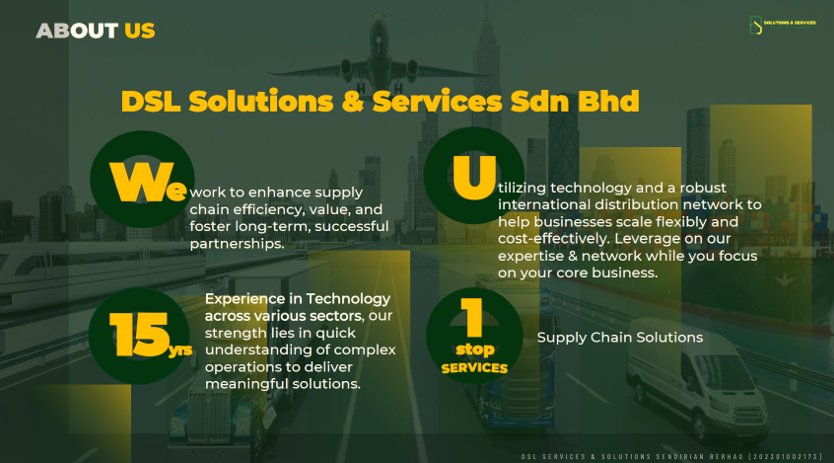 ABOUT US
SOLUTIONS & SERVICES
DSL Solutions & Services Sdn Bhd
We work to enhance supply
chain efficiency, value, and
foster long-term, successful
partnerships.
Utilizing technology and a robust
international distribution network to
help businesses scale flexibly and
cost-effectively. Leverage on our
expertise & network while you focus
on your core business.
15yrs
Experience in Technology
across various sectors, our
strength lies in quick
understanding of complex
operations to deliver
meaningful solutions.
1
stop
SERVICES
Supply Chain Solutions
DSL SERVICES & SOLUTIONS SENDIRIAN BERHAD [202301002173]